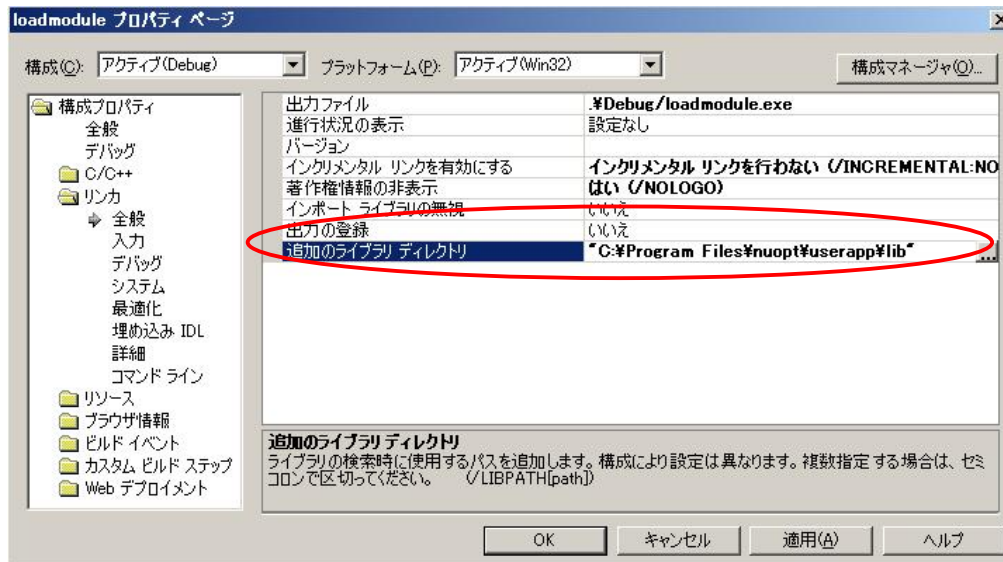 loadmodule プロパティ ページ
構成(C): アクティブ(Debug) プラットフォーム(P): アクティブ(Win32) 構成マネージャ(O)...
構成プロパティ
全般
デバッグ
C/C++
リンカ
全般
入力
デバッグ
システム
最適化
埋め込み IDL
詳細
コマンド ライン
リソース
ブラウザ情報
ビルド イベント
カスタム ビルド ステップ
Web デプロイメント
出力ファイル .¥Debug/loadmodule.exe
進行状況の表示 設定なし
バージョン
インクリメンタル リンクを有効にする インクリメンタル リンクを行わない (/INCREMENTAL:NO
著作権情報の非表示 はい (/NOLOGO)
インポート ライブラリの無視 いいえ
出力の登録 いいえ
追加のライブラリ ディレクトリ "C:¥Program Files¥nuopt¥userapp¥lib" ...
追加のライブラリ ディレクトリ
ライブラリの検索時に使用するパスを追加します。構成により設定は異なります。複数指定する場合は、セミ
コロンで区切ってください。 (/LIBPATH[path])
OK キャンセル 適用(A) ヘルプ